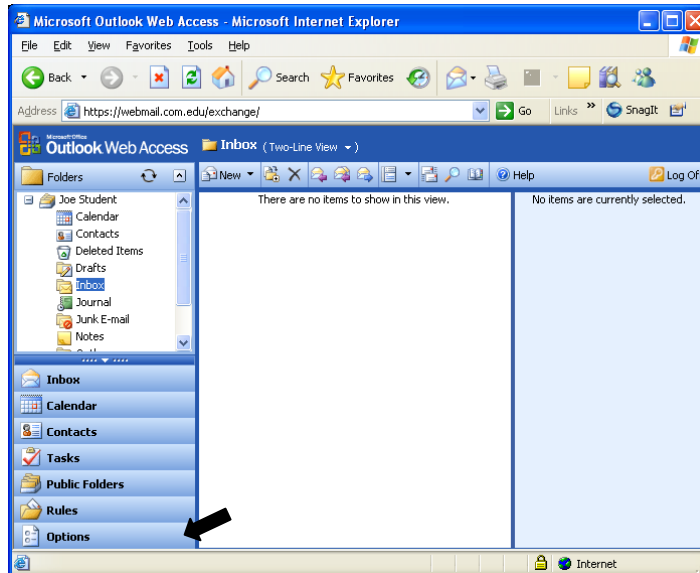 Microsoft Outlook Web Access - Microsoft Internet Explorer
File Edit View Favorites Tools Help
Back Search Favorites
Address https://webmail.com.edu/exchange/ Go Links » SnagIt
Microsoft Office
Outlook Web Access Inbox (Two-Line View)
Folders New Help Log Of
Joe Student There are no items to show in this view. No items are currently selected.
Calendar
Contacts
Deleted Items
Drafts
Inbox
Journal
Junk E-mail
Notes
Inbox
Calendar
Contacts
Tasks
Public Folders
Rules
Options
Internet